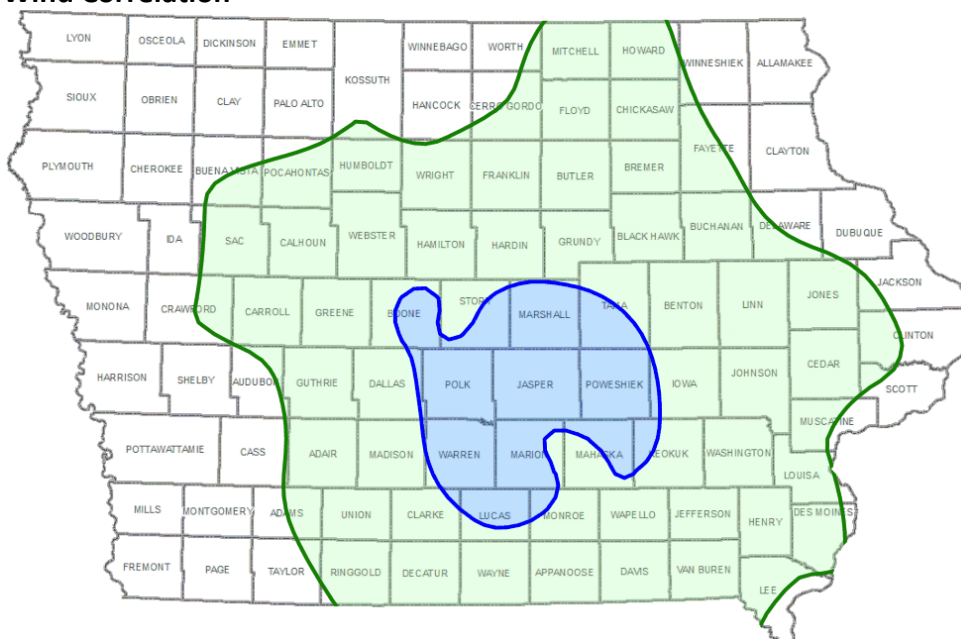 Wind Correlation
LYON OSCEOLA DICKINSON EMMET KOSSUTH WINNEBAGO WORTH MITCHELL HOWARD WINNESHIEK ALLAMAKEE
SIOUX OBRIEN CLAY PALO ALTO HANCOCK CERRO GORDO FLOYD CHICKASAW
PLYMOUTH CHEROKEE BUENA VISTA POCAHONTAS HUMBOLDT WRIGHT FRANKLIN BUTLER BREMER FAYETTE CLAYTON
WOODBURY IDA SAC CALHOUN WEBSTER HAMILTON HARDIN GRUNDY BLACK HAWK BUCHANAN DELAWARE DUBUQUE
MONONA CRAWFORD CARROLL GREENE BOONE STORY MARSHALL TAMA BENTON LINN JONES JACKSON
CLINTON
HARRISON SHELBY AUDUBON GUTHRIE DALLAS POLK JASPER POWESHIEK IOWA JOHNSON CEDAR SCOTT
MUSCATINE
POTTAWATTAMIE CASS ADAIR MADISON WARREN MARION MAHASKA KEOKUK WASHINGTON LOUISA
MILLS MONTGOMERY ADAMS UNION CLARKE LUCAS MONROE WAPELLO JEFFERSON HENRY DES MOINES
FREMONT PAGE TAYLOR RINGGOLD DECATUR WAYNE APPANOOSE DAVIS VAN BUREN LEE